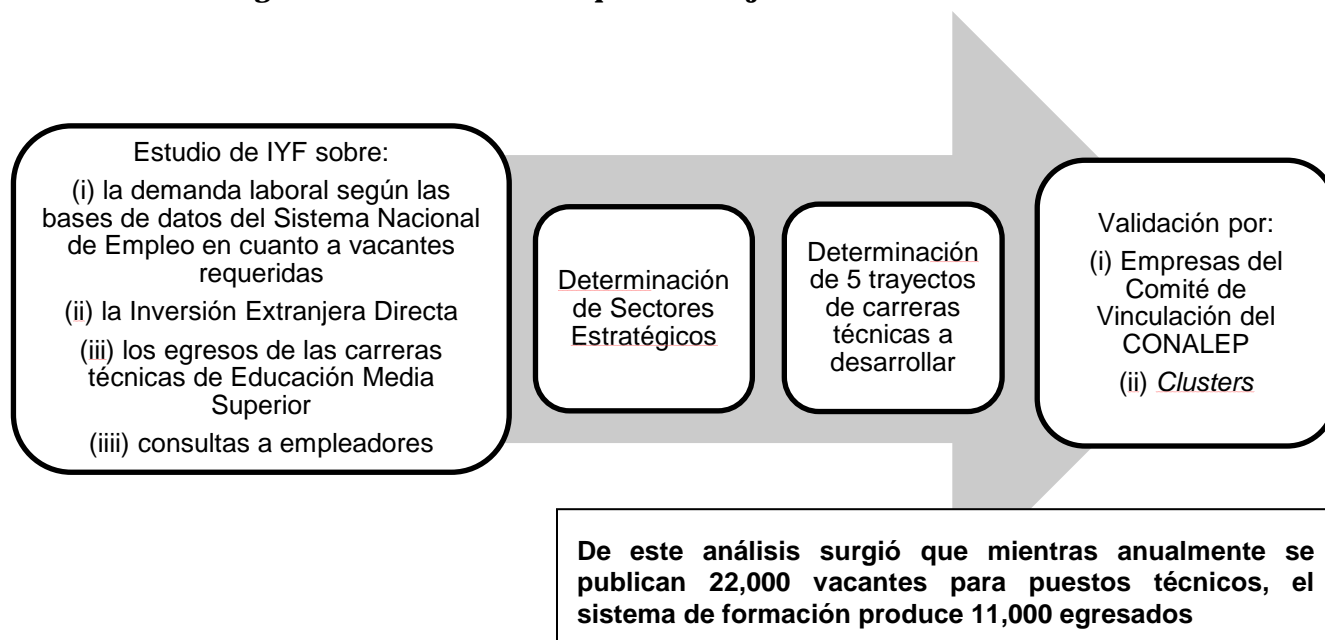 Estudio de IYF sobre:
(i) la demanda laboral según las
bases de datos del Sistema Nacional
de Empleo en cuanto a vacantes
requeridas
(ii) la Inversión Extranjera Directa
(iii) los egresos de las carreras
técnicas de Educación Media
Superior
(iiii) consultas a empleadores
Determinación
de Sectores
Estratégicos
Determinación
de 5 trayectos
de carreras
técnicas a
desarrollar
Validación por:
(i) Empresas del
Comité de
Vinculación del
CONALEP
(ii) Clusters
De este análisis surgió que mientras anualmente se
publican 22,000 vacantes para puestos técnicos, el
sistema de formación produce 11,000 egresados